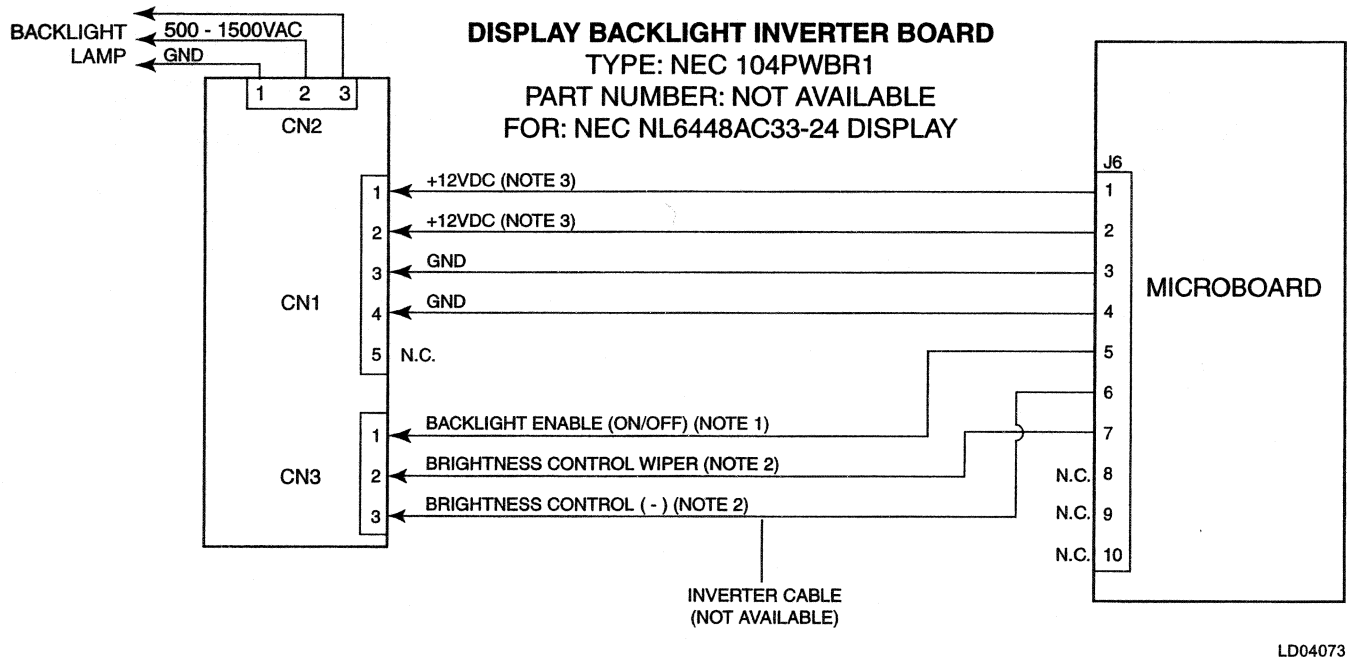 DISPLAY BACKLIGHT INVERTER BOARD
TYPE: NEC 104PWBR1
PART NUMBER: NOT AVAILABLE
FOR: NEC NL6448AC33-24 DISPLAY
BACKLIGHT
LAMP
500 - 1500VAC
GND
1 2 3
CN2
CN1
1 +12VDC (NOTE 3)
2 +12VDC (NOTE 3)
3 GND
4 GND
5 N.C.
CN3
1 BACKLIGHT ENABLE (ON/OFF) (NOTE 1)
2 BRIGHTNESS CONTROL WIPER (NOTE 2)
3 BRIGHTNESS CONTROL ( - ) (NOTE 2)
INVERTER CABLE
(NOT AVAILABLE)
J6
1
2
3
4
5
6
7
N.C. 8
N.C. 9
N.C. 10
MICROBOARD
LD04073